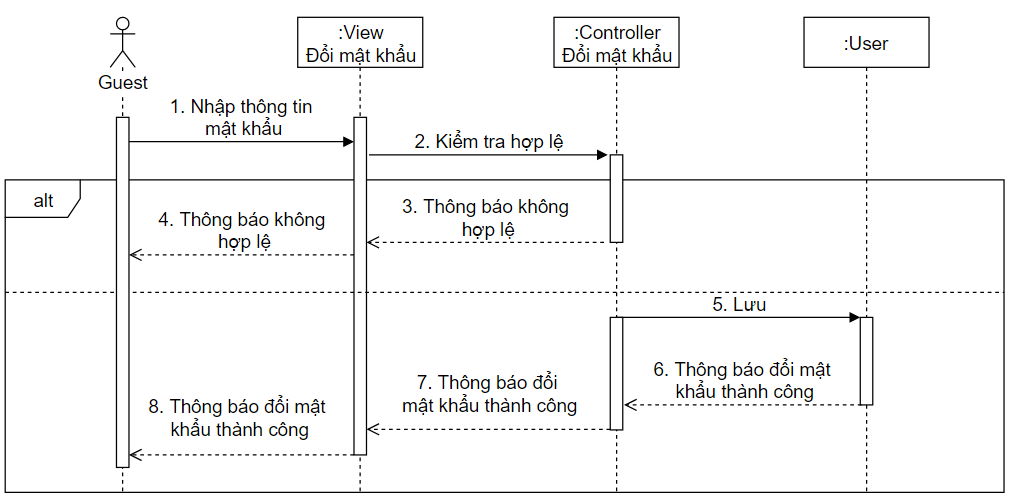 :View
Đổi mật khẩu
:Controller
Đổi mật khẩu
:User
Guest
1. Nhập thông tin
mật khẩu
2. Kiểm tra hợp lệ
alt
3. Thông báo không
hợp lệ
4. Thông báo không
hợp lệ
5. Lưu
6. Thông báo đổi mật
khẩu thành công
7. Thông báo đổi
mật khẩu thành công
8. Thông báo đổi mật
khẩu thành công